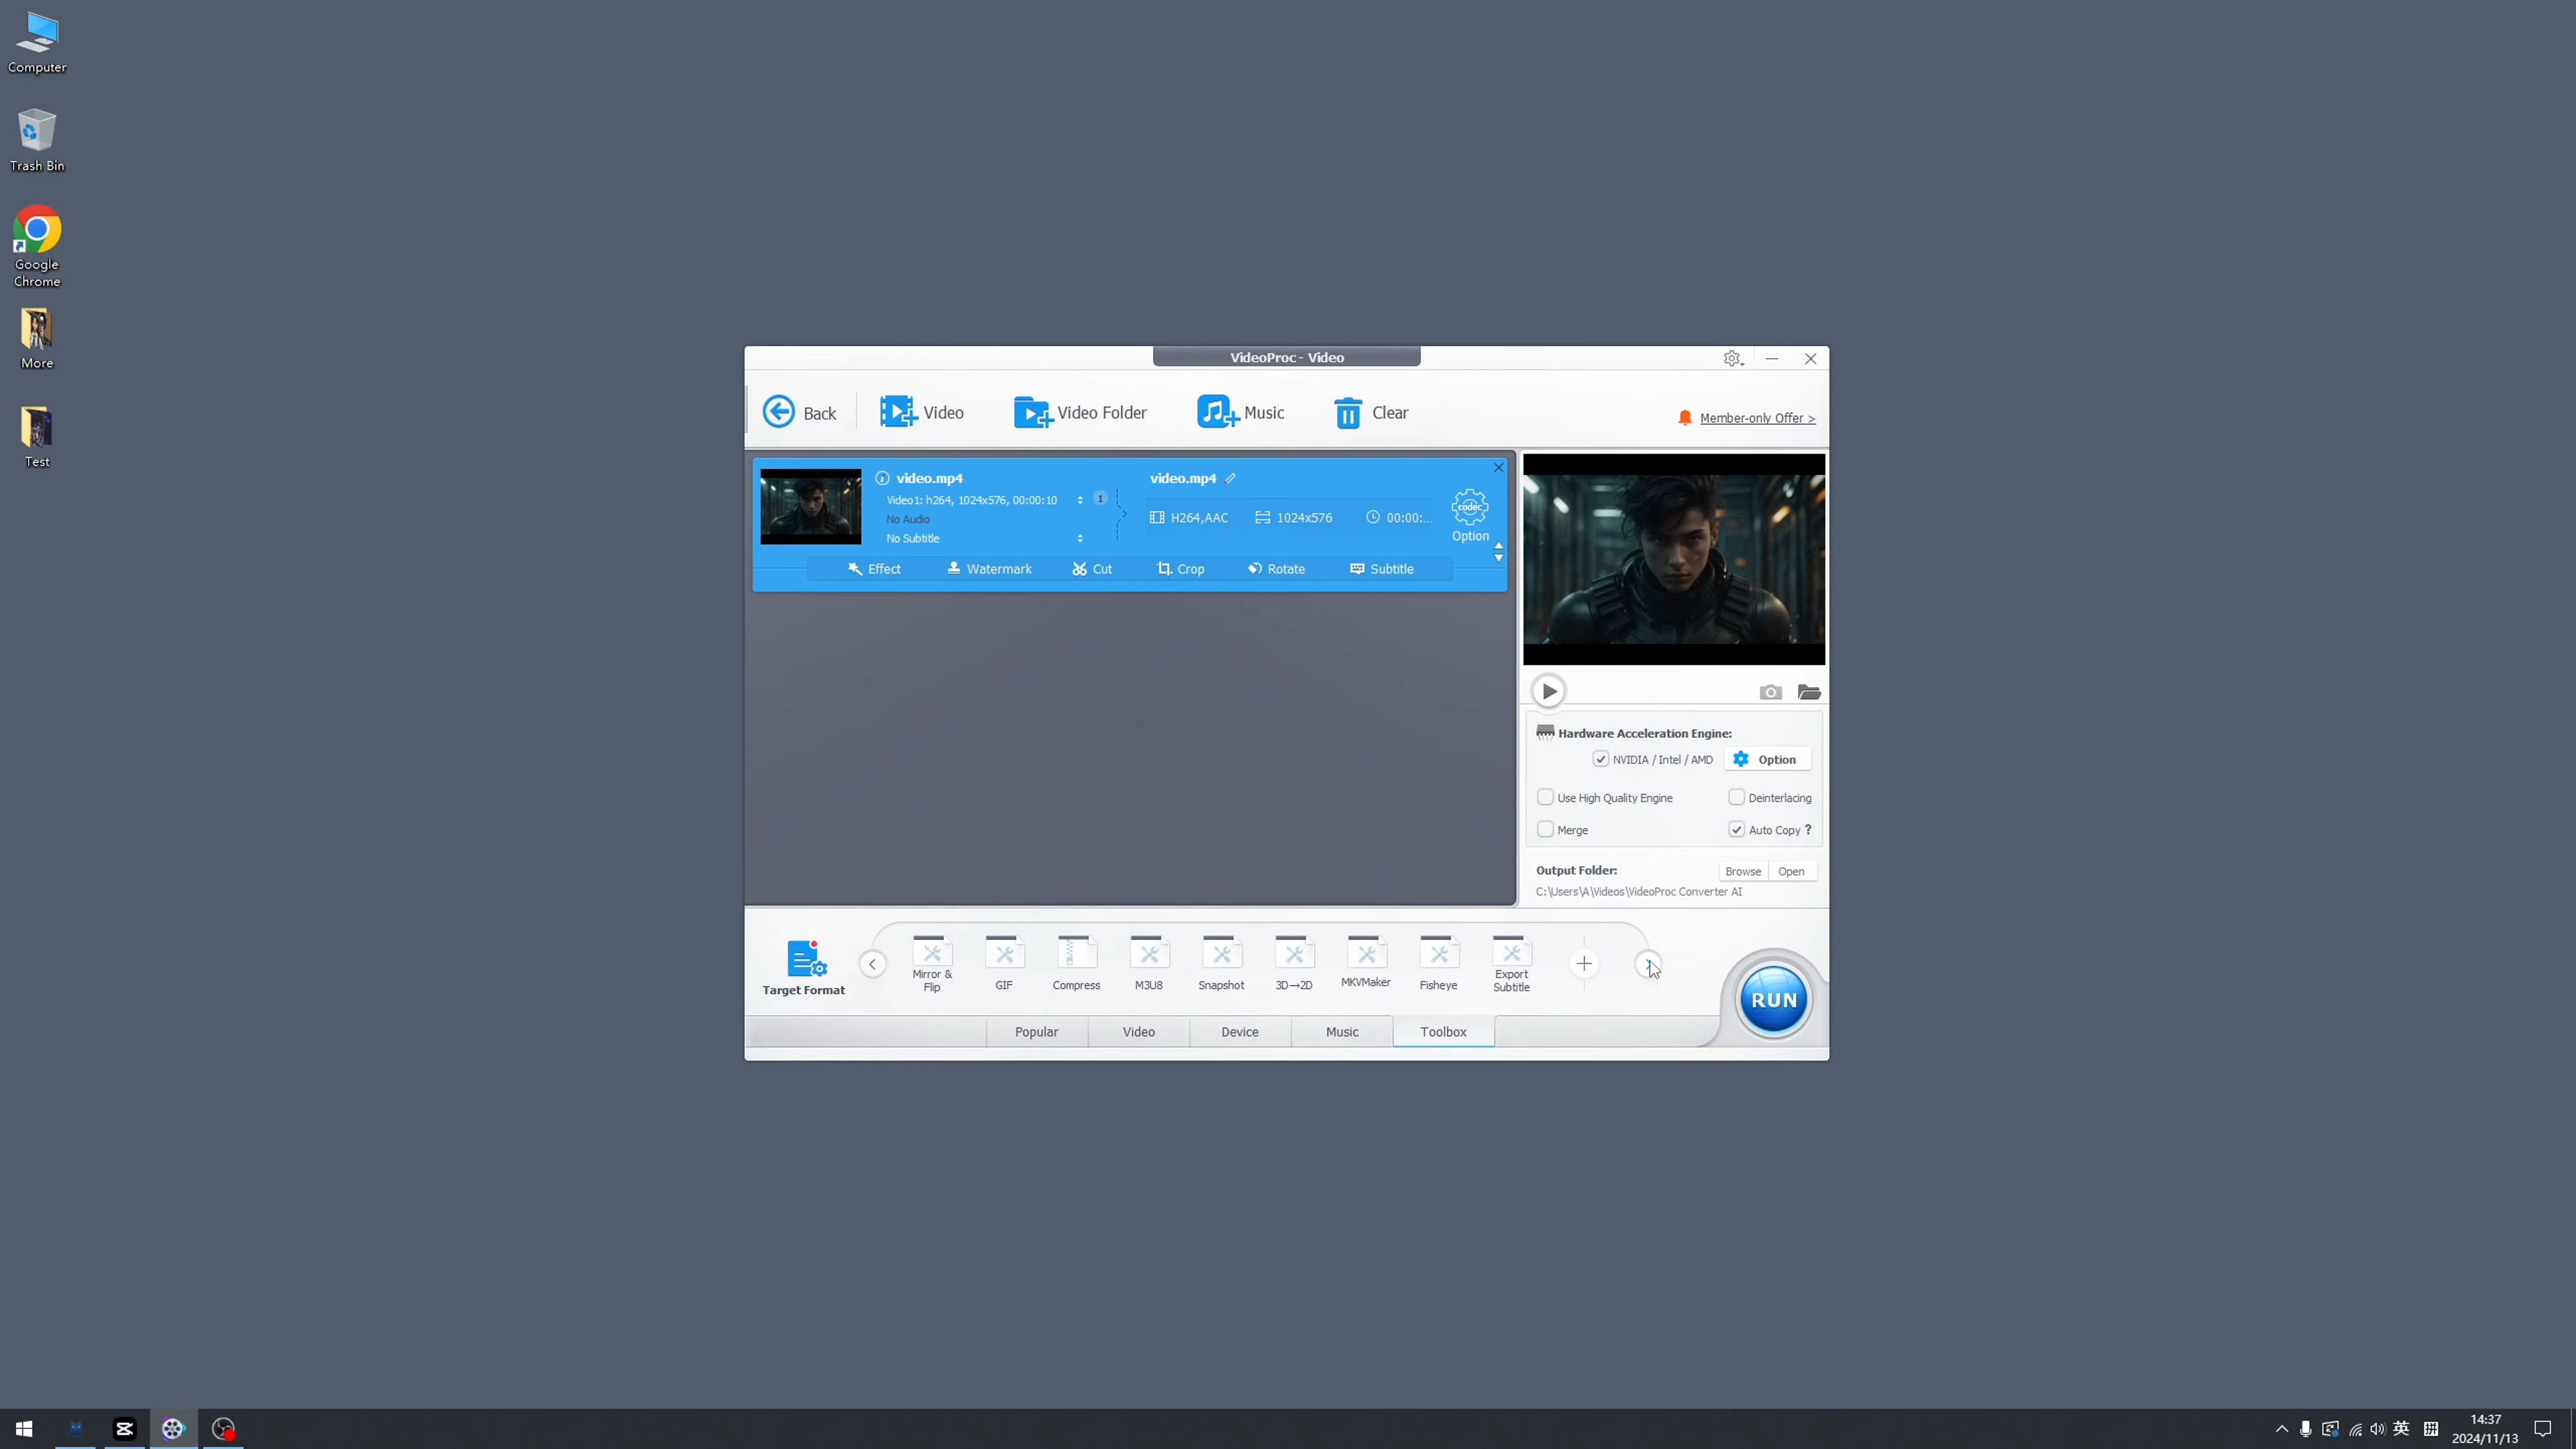 Computer
Trash Bin
Google
Chrome
More
Test
VideoProc - Video
Back
Video
Video Folder
Music
Clear
Member-only Offer >
video.mp4
Video1: h264, 1024x576, 00:00:10
1
No Audio
No Subtitle
video.mp4
H264,AAC
1024x576
00:00:...
codec
Option
Effect
Watermark
Cut
Crop
Rotate
Subtitle
Hardware Acceleration Engine:
NVIDIA / Intel / AMD
Option
Use High Quality Engine
Deinterlacing
Merge
Auto Copy ?
Output Folder:
Browse
Open
C:\Users\A\Videos\VideoProc Converter AI
Target Format
Mirror &
Flip
GIF
Compress
M3U8
Snapshot
3D→2D
MKVMaker
Fisheye
Export
Subtitle
RUN
Popular
Video
Device
Music
Toolbox
英
拼
14:37
2024/11/13